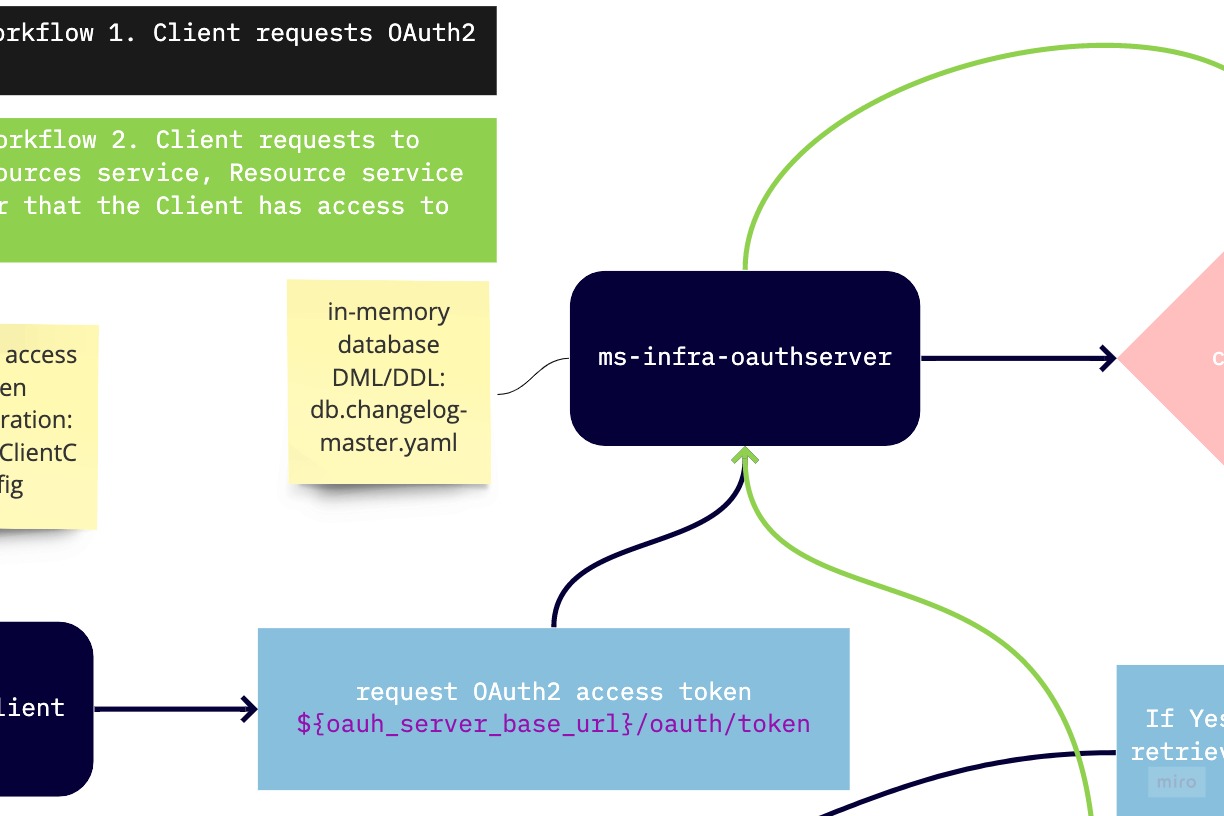 orkflow 1. Client requests OAuth2
orkflow 2. Client requests to
ources service, Resource service
r that the Client has access to
in-memory
database
DML/DDL:
db.changelog-
master.yaml
access
en
ration:
ClientC
fig
ms-infra-oauthserver
c
lient
request OAuth2 access token
${oauh_server_base_url}/oauth/token
If Yes
retriev
miro